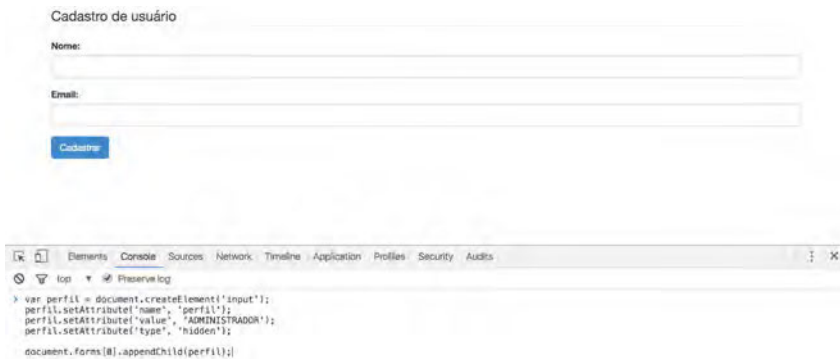 Cadastro de usuário
Nome:
Email:
Cadastrar
Elements Console Sources Network Timeline Application Profiles Security Audits
top Preserve log
> var perfil = document.createElement('input');
perfil.setAttribute('name', 'perfil');
perfil.setAttribute('value', 'ADMINISTRADOR');
perfil.setAttribute('type', 'hidden');
document.forms[0].appendChild(perfil);